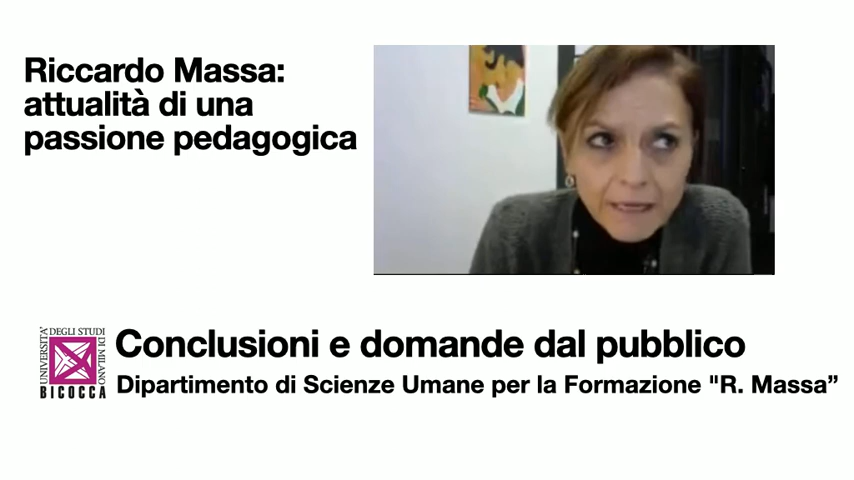 Riccardo Massa:
attualità di una
passione pedagogica
Conclusioni e domande dal pubblico
Dipartimento di Scienze Umane per la Formazione "R. Massa”
UNIVERSITA'
DEGLI STUDI
DI MILANO
BICOCCA